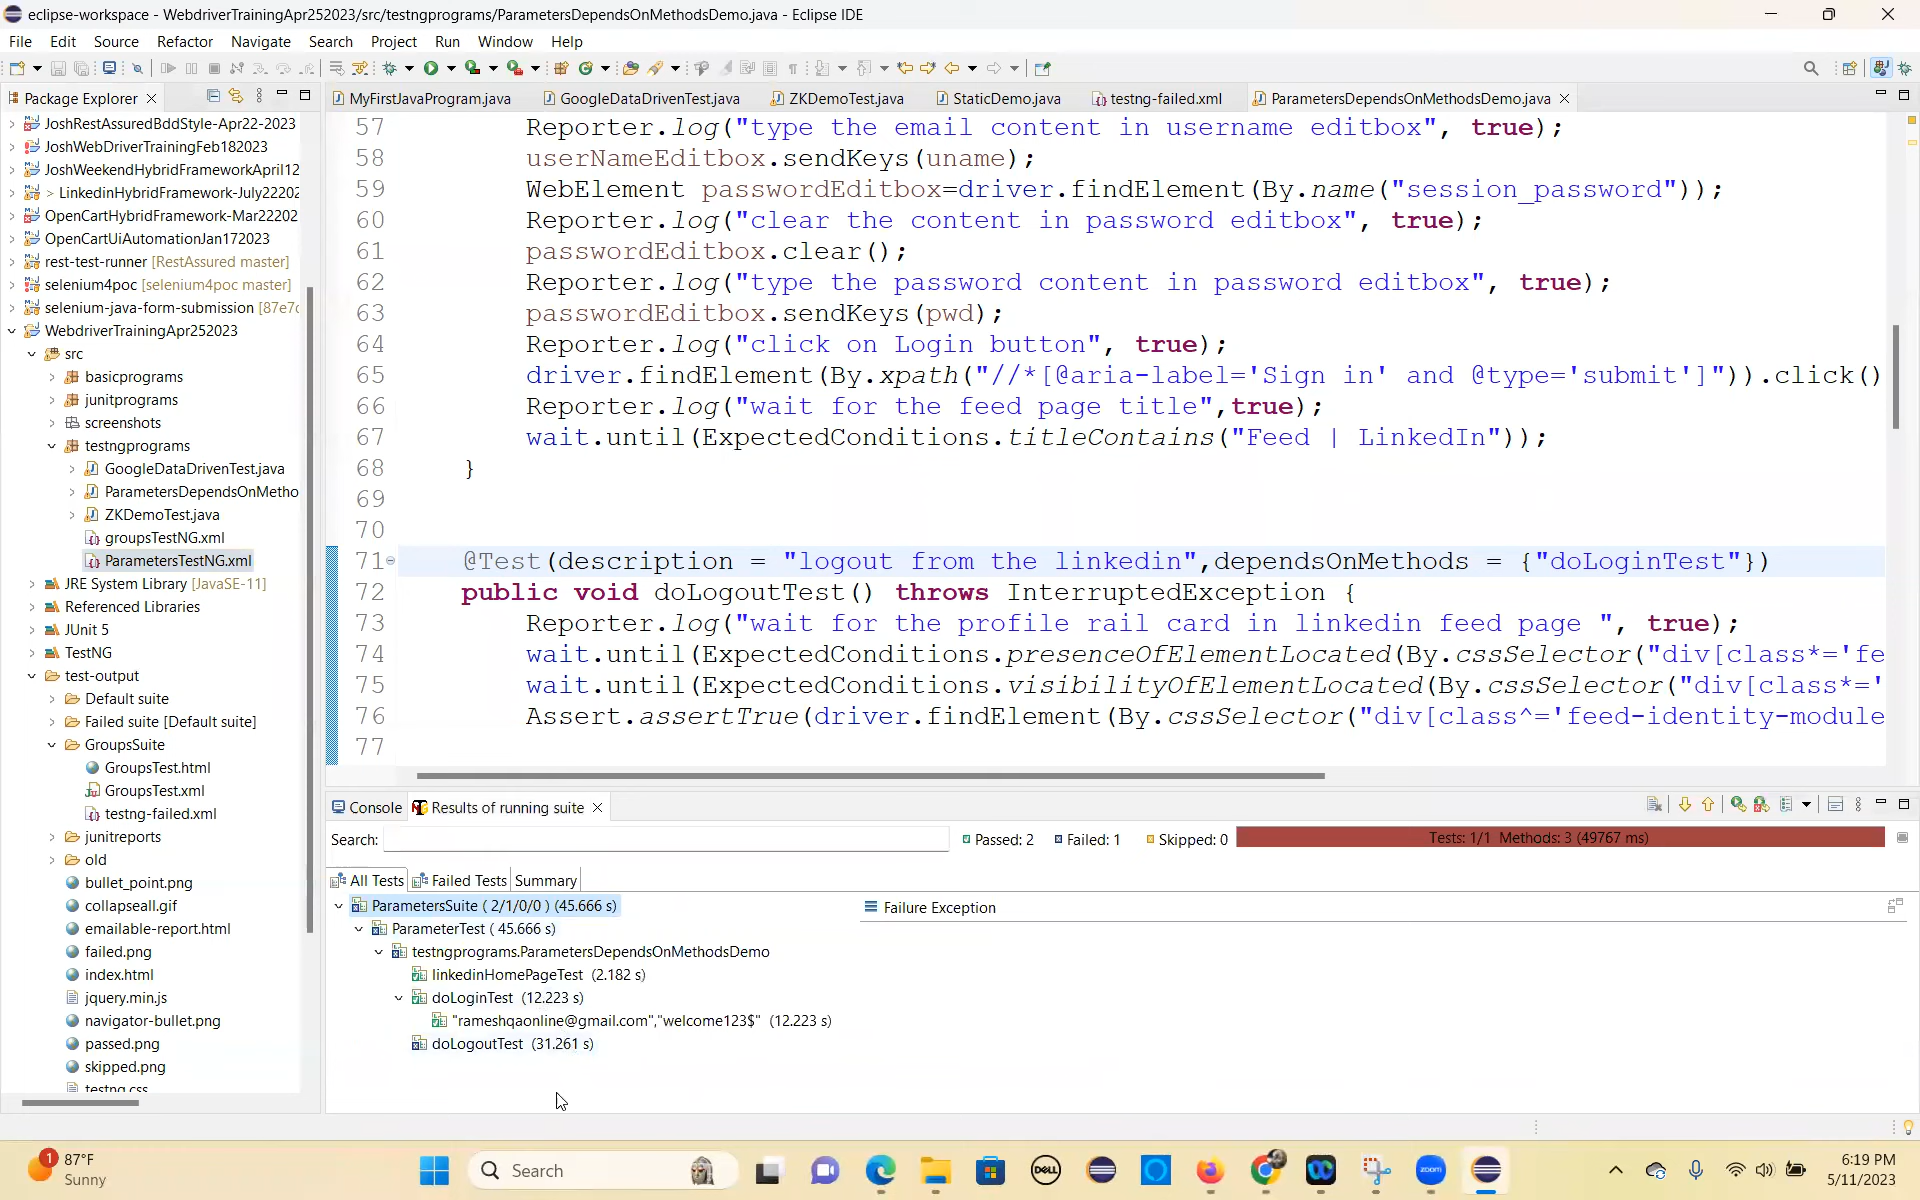 eclipse-workspace - WebdriverTrainingApr252023/src/testngprograms/ParametersDependsOnMethodsDemo.java - Eclipse IDE
File Edit Source Refactor Navigate Search Project Run Window Help
Package Explorer
JoshRestAssuredBddStyle-Apr22-2023
JoshWebDriverTrainingFeb182023
JoshWeekendHybridFrameworkApril12
> LinkedinHybridFramework-July22202
OpenCartHybridFramework-Mar22202
OpenCartUiAutomationJan172023
rest-test-runner [RestAssured master]
selenium4poc [selenium4poc master]
selenium-java-form-submission [87e7c
WebdriverTrainingApr252023
src
basicprograms
junitprograms
screenshots
testngprograms
GoogleDataDrivenTest.java
ParametersDependsOnMetho
ZKDemoTest.java
groupsTestNG.xml
ParametersTestNG.xml
JRE System Library [JavaSE-11]
Referenced Libraries
JUnit 5
TestNG
test-output
Default suite
Failed suite [Default suite]
GroupsSuite
GroupsTest.html
GroupsTest.xml
testng-failed.xml
junitreports
old
bullet_point.png
collapseall.gif
emailable-report.html
failed.png
index.html
jquery.min.js
navigator-bullet.png
passed.png
skipped.png
testng.css
MyFirstJavaProgram.java GoogleDataDrivenTest.java ZKDemoTest.java StaticDemo.java testng-failed.xml ParametersDependsOnMethodsDemo.java
57 Reporter.log("type the email content in username editbox", true);
58 userNameEditbox.sendKeys(uname);
59 WebElement passwordEditbox=driver.findElement(By.name("session_password"));
60 Reporter.log("clear the content in password editbox", true);
61 passwordEditbox.clear();
62 Reporter.log("type the password content in password editbox", true);
63 passwordEditbox.sendKeys(pwd);
64 Reporter.log("click on Login button", true);
65 driver.findElement(By.xpath("//*[@aria-label='Sign in' and @type='submit']")).click()
66 Reporter.log("wait for the feed page title",true);
67 wait.until(ExpectedConditions.titleContains("Feed | LinkedIn"));
68 }
69
70
71 @Test(description = "logout from the linkedin",dependsOnMethods = {"doLoginTest"})
72 public void doLogoutTest() throws InterruptedException {
73 Reporter.log("wait for the profile rail card in linkedin feed page ", true);
74 wait.until(ExpectedConditions.presenceOfElementLocated(By.cssSelector("div[class*='fe
75 wait.until(ExpectedConditions.visibilityOfElementLocated(By.cssSelector("div[class*='
76 Assert.assertTrue(driver.findElement(By.cssSelector("div[class^='feed-identity-module
77
Console Results of running suite
Search: Passed: 2 Failed: 1 Skipped: 0 Tests: 1/1 Methods: 3 (49767 ms)
All Tests Failed Tests Summary
ParametersSuite ( 2/1/0/0 ) (45.666 s)
Failure Exception
ParameterTest ( 45.666 s)
testngprograms.ParametersDependsOnMethodsDemo
linkedinHomePageTest (2.182 s)
doLoginTest (12.223 s)
"rameshqaonline@gmail.com","welcome123$" (12.223 s)
doLogoutTest (31.261 s)
1
87°F
Sunny
Search
DELL
zoom
6:19 PM
5/11/2023